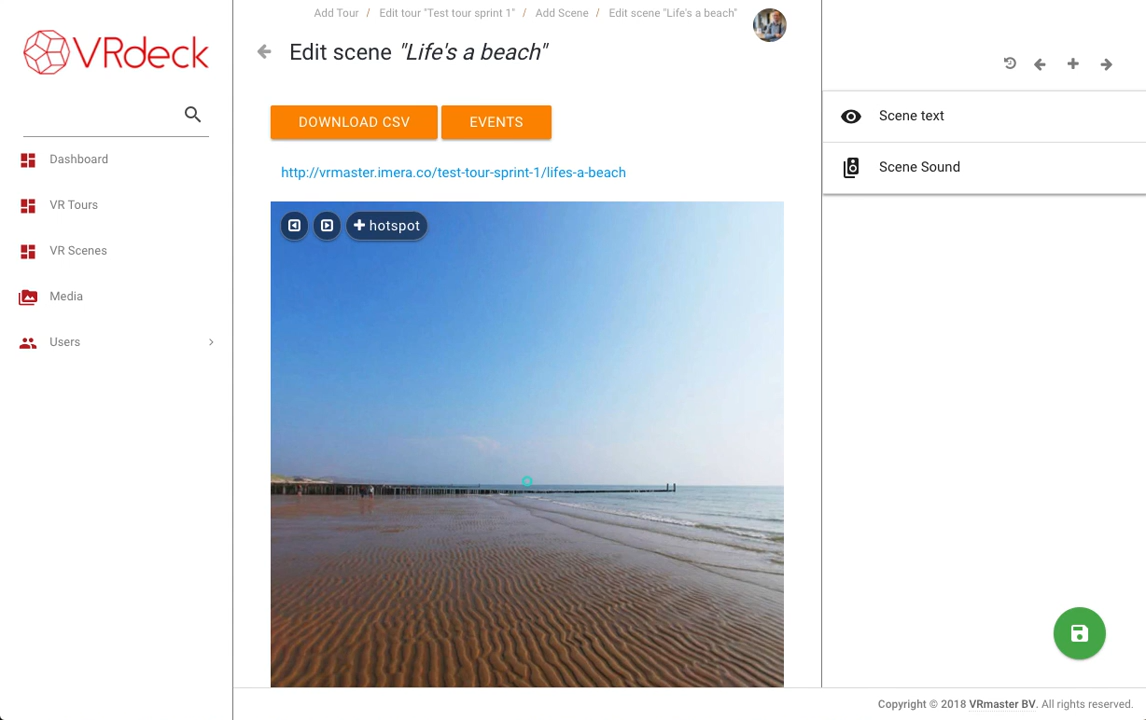 VRdeck
Add Tour / Edit tour "Test tour sprint 1" / Add Scene / Edit scene "Life's a beach"
Edit scene "Life's a beach"
DOWNLOAD CSV
EVENTS
http://vrmaster.imera.co/test-tour-sprint-1/lifes-a-beach
hotspot
Dashboard
VR Tours
VR Scenes
Media
Users
Scene text
Scene Sound
Copyright © 2018 VRmaster BV. All rights reserved.